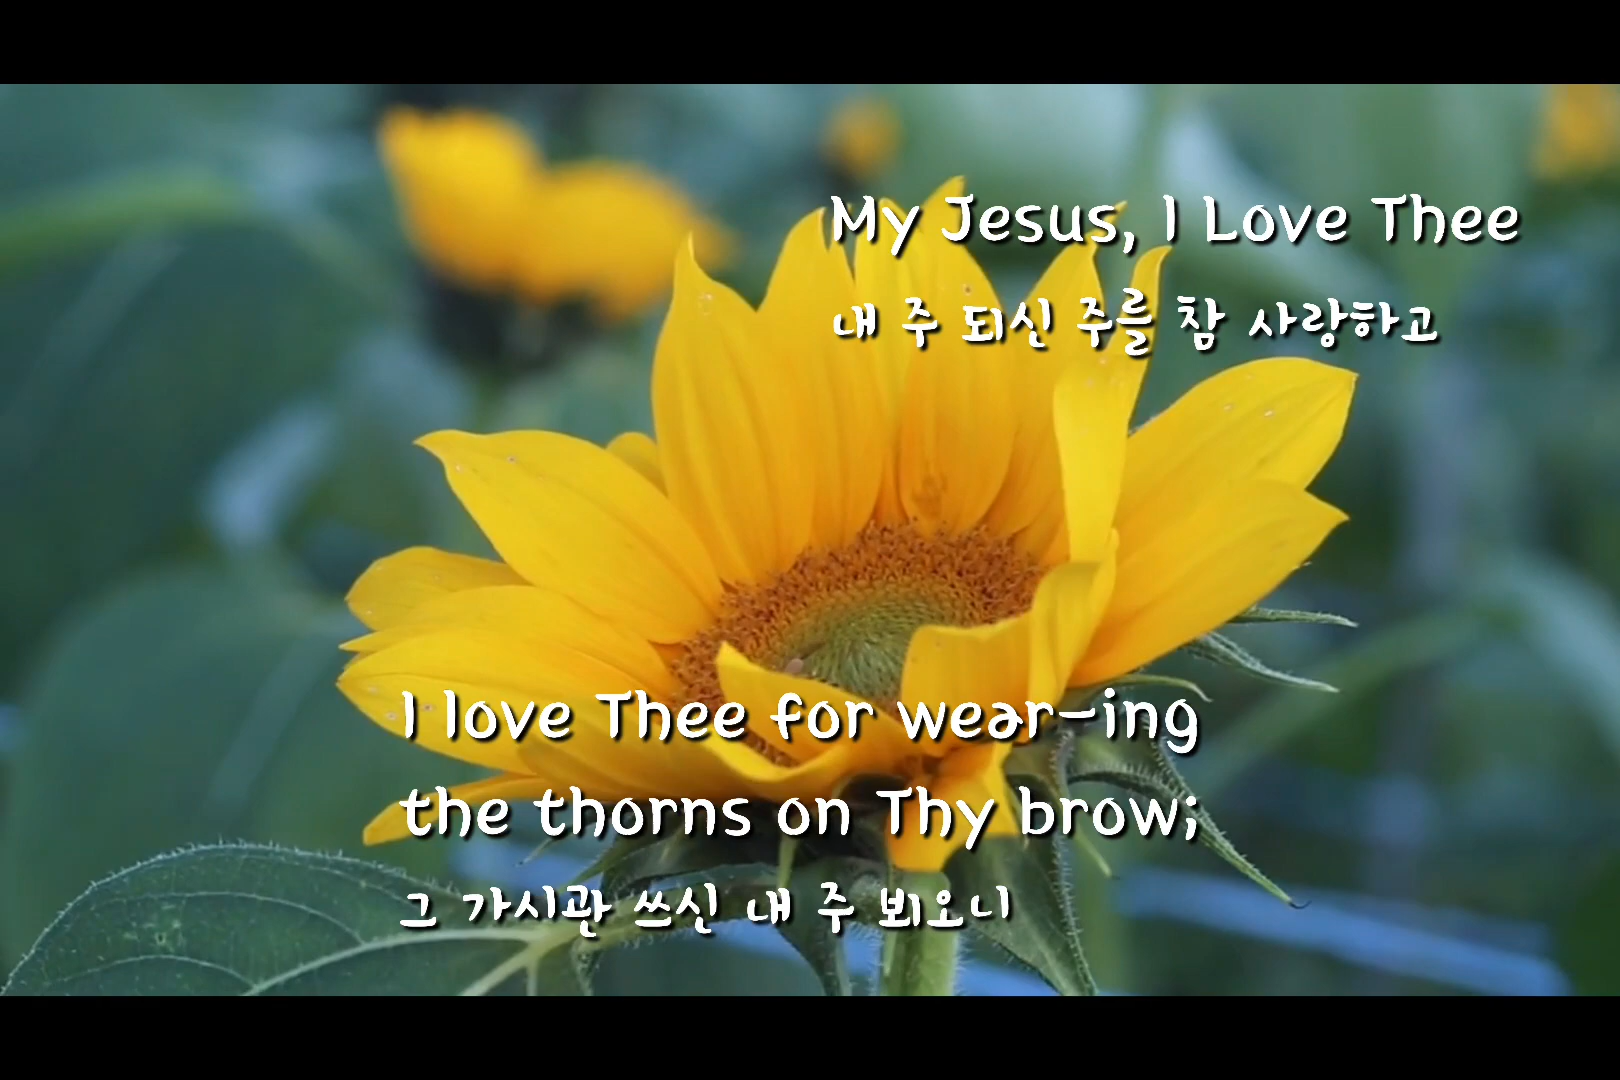 My Jesus, I Love Thee
내 주 되신 주를 참 사랑하고
I love Thee for wear-ing
the thorns on Thy brow;
그 가시관 쓰신 내 주 뵈오니